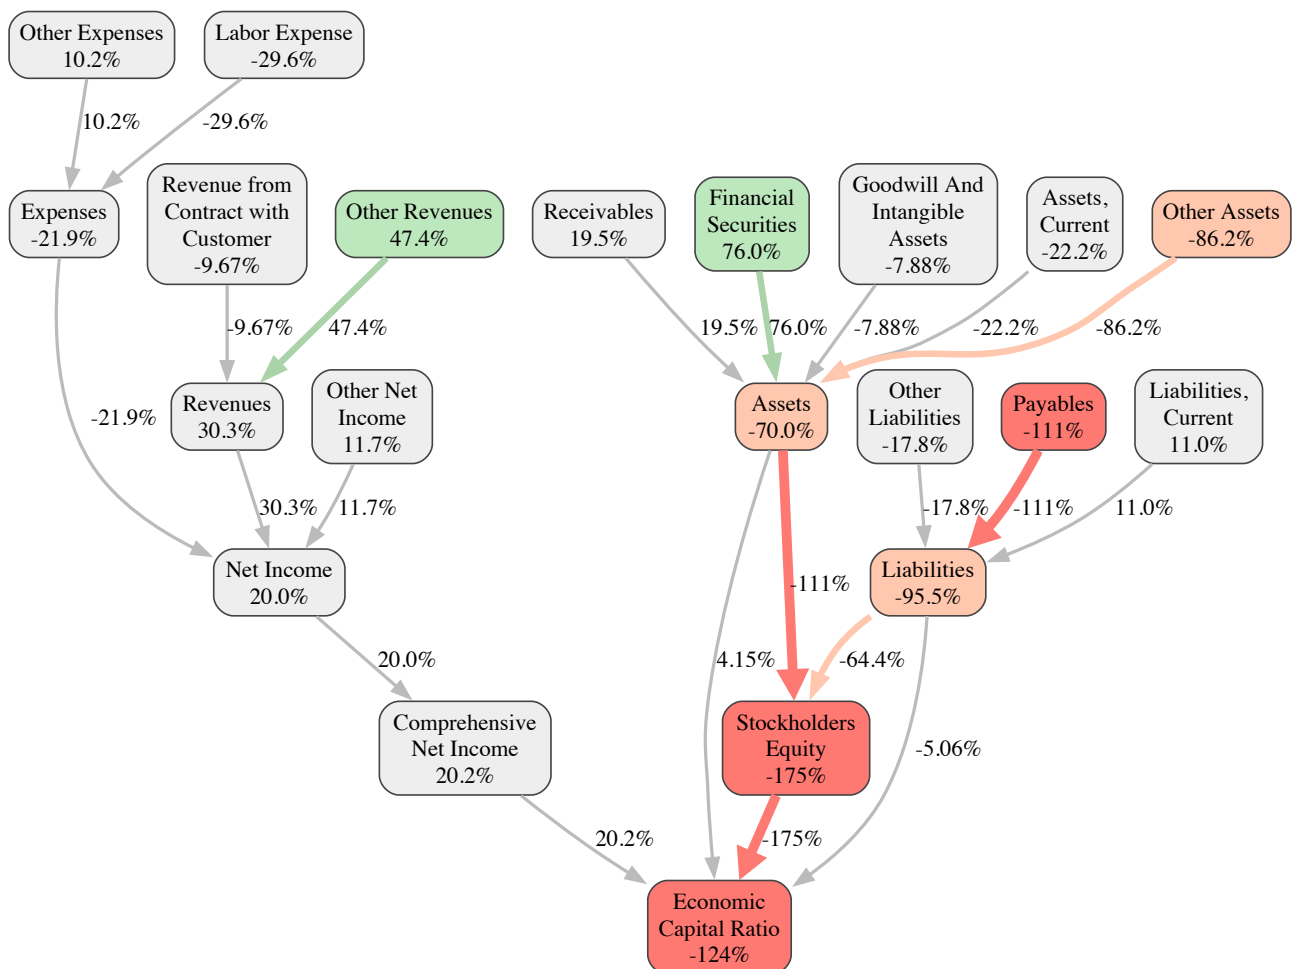 Other Expenses
10.2%
Labor Expense
-29.6%
10.2%
-29.6%
Expenses
-21.9%
Revenue from
Contract with
Customer
-9.67%
Other Revenues
47.4%
Receivables
19.5%
Financial
Securities
76.0%
Goodwill And
Intangible
Assets
-7.88%
Assets,
Current
-22.2%
Other Assets
-86.2%
-9.67%
47.4%
19.5%
76.0%
-7.88%
-22.2%
-86.2%
-21.9%
Revenues
30.3%
Other Net
Income
11.7%
Assets
-70.0%
Other
Liabilities
-17.8%
Payables
-111%
Liabilities,
Current
11.0%
30.3%
11.7%
-17.8%
-111%
11.0%
Net Income
20.0%
-111%
Liabilities
-95.5%
20.0%
4.15%
-64.4%
Comprehensive
Net Income
20.2%
Stockholders
Equity
-175%
-5.06%
20.2%
-175%
Economic
Capital Ratio
-124%